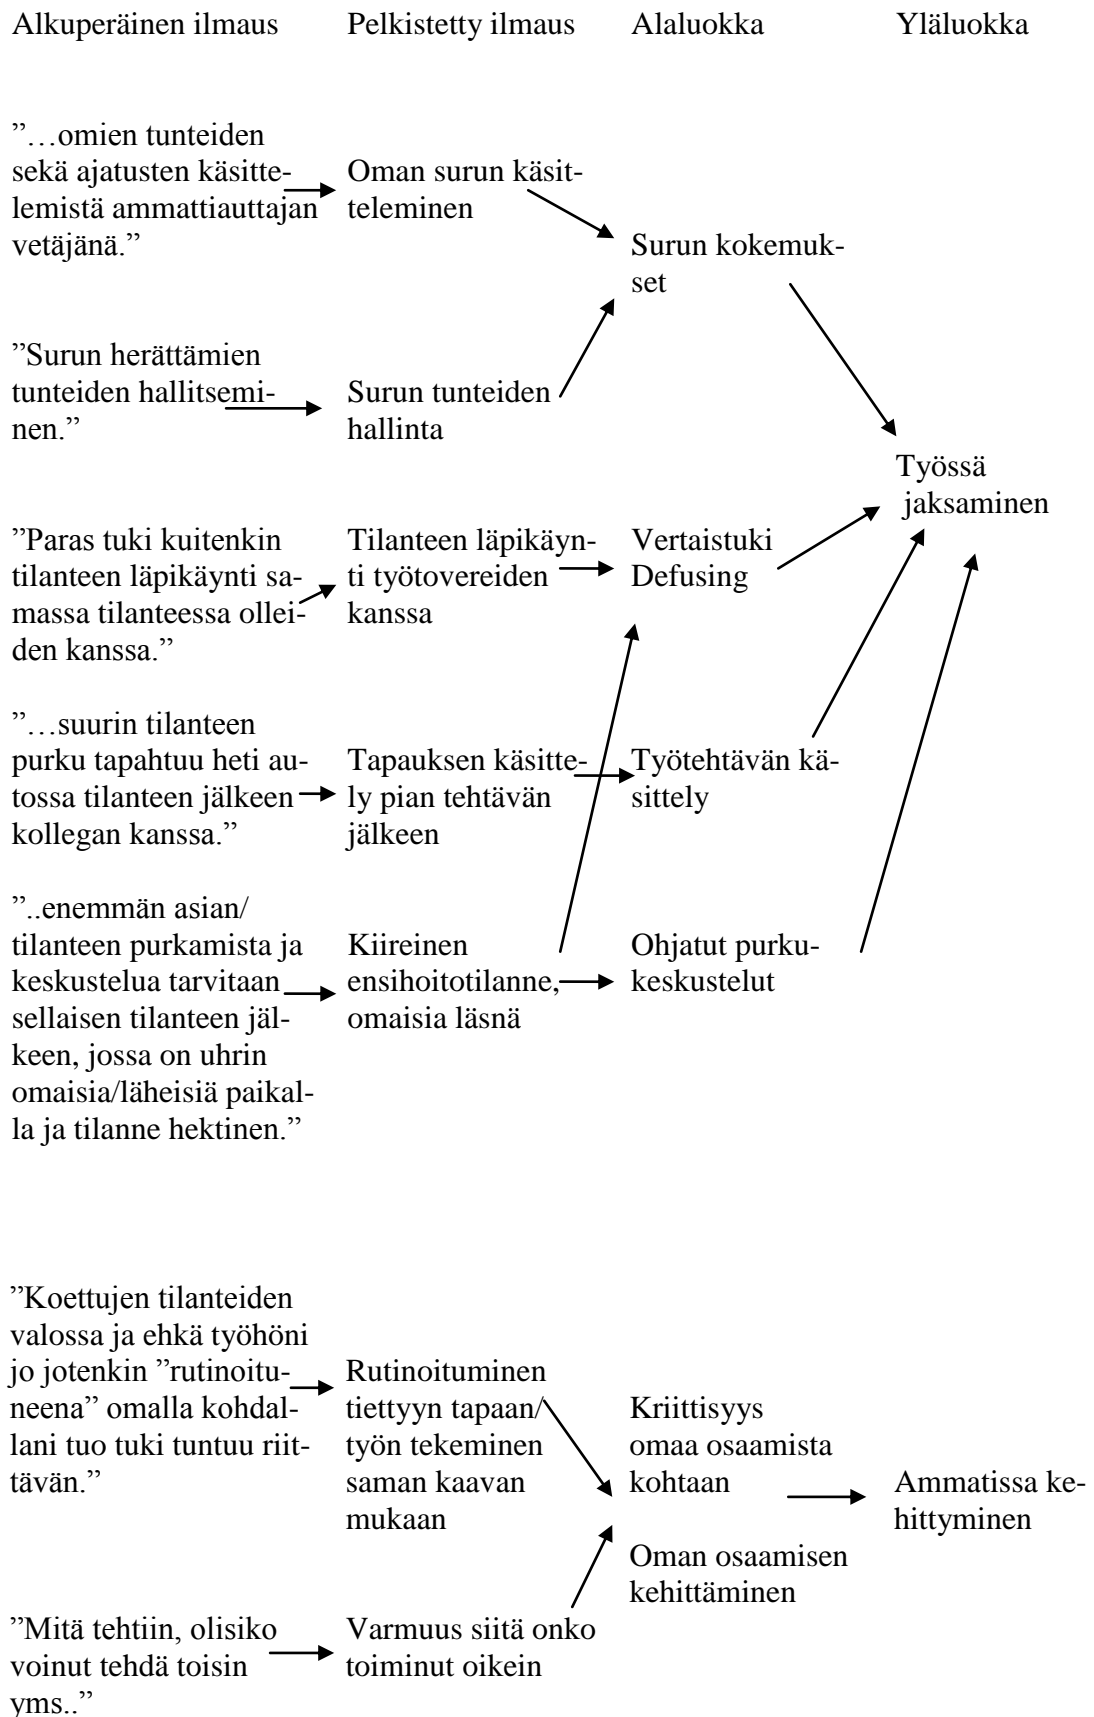 Alkuperäinen ilmaus
Pelkistetty ilmaus
Alaluokka
Yläluokka
”…omien tunteiden
sekä ajatusten käsitte-
lemistä ammattiauttajan
vetäjänä.”
Oman surun käsit-
teleminen
Surun kokemuk-
set
”Surun herättämien
tunteiden hallitsemi-
nen.”
Surun tunteiden
hallinta
Työssä
jaksaminen
”Paras tuki kuitenkin
tilanteen läpikäynti sa-
massa tilanteessa ollei-
den kanssa.”
Tilanteen läpikäyn-
ti työtovereiden
kanssa
Vertaistuki
Defusing
”…suurin tilanteen
purku tapahtuu heti au-
tossa tilanteen jälkeen
kollegan kanssa.”
Tapauksen käsitte-
ly pian tehtävän
jälkeen
Työtehtävän kä-
sittely
”..enemmän asian/
tilanteen purkamista ja
keskustelua tarvitaan
sellaisen tilanteen jäl-
keen, jossa on uhrin
omaisia/läheisiä paikal-
la ja tilanne hektinen.”
Kiireinen
ensihoitotilanne,
omaisia läsnä
Ohjatut purku-
keskustelut
”Koettujen tilanteiden
valossa ja ehkä työhöni
jo jotenkin ”rutinoitu-
neena” omalla kohdal-
lani tuo tuki tuntuu riit-
tävän.”
Rutinoituminen
tiettyyn tapaan/
työn tekeminen
saman kaavan
mukaan
Kriittisyys
omaa osaamista
kohtaan
Oman osaamisen
kehittäminen
Ammatissa ke-
hittyminen
”Mitä tehtiin, olisiko
voinut tehdä toisin
yms..”
Varmuus siitä onko
toiminut oikein